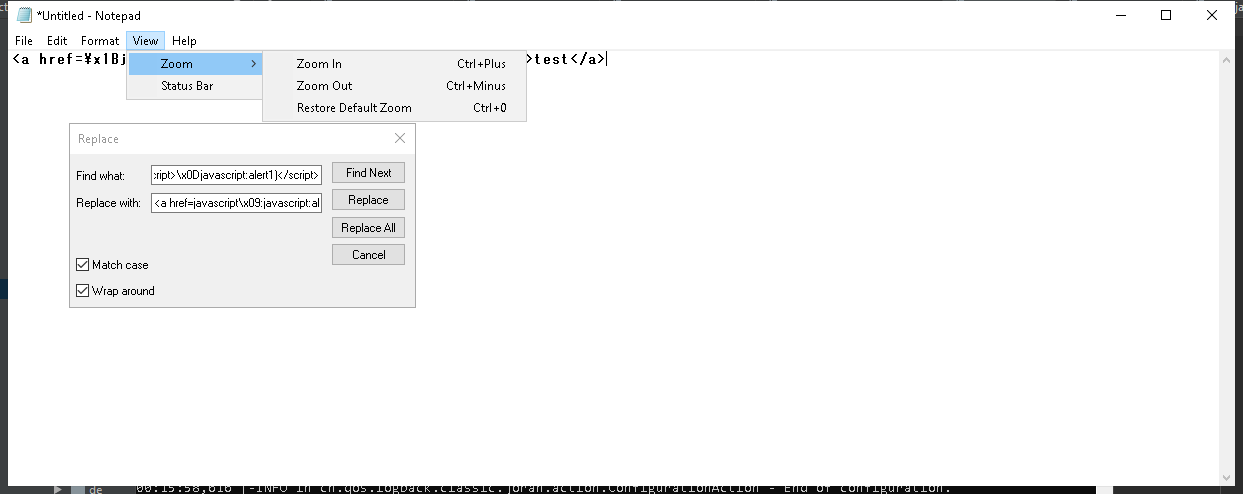 *Untitled - Notepad
File Edit Format View Help
<a href=¥x1Bj >test</a>
Zoom > Zoom In Ctrl+Plus
Status Bar Zoom Out Ctrl+Minus
Restore Default Zoom Ctrl+0
Replace
Find what: ript>\x0Djavascript:alert1)</script> Find Next
Replace with: <a href=javascript\x09:javascript:al Replace
Replace All
Cancel
Match case
Wrap around
de 00:15:58,616 |-INFO in ch.qos.logback.classic.joran.action.ConfigurationAction - End of configuration.